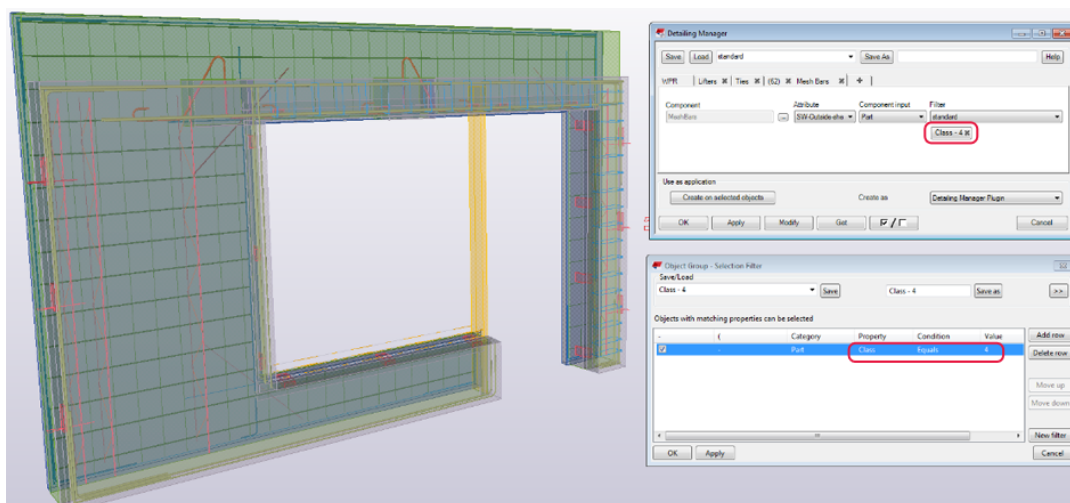 Detailing Manager
Save Load standard Save As Help
WPR Lifters Ties (62) Mesh Bars +
Component Attribute Component input Filter
MeshBars ... SW-Outside-she Part standard
Class - 4
Use as application
Create on selected objects Create as Detailing Manager Plugin
OK Apply Modify Get / Cancel
Object Group - Selection Filter
Save/Load
Class - 4 Save Class - 4 Save as >>
Objects with matching properties can be selected
- ( Category Property Condition Value Add row
- Part Class Equals 4
Delete row
Move up
Move down
New filter
OK Apply Cancel